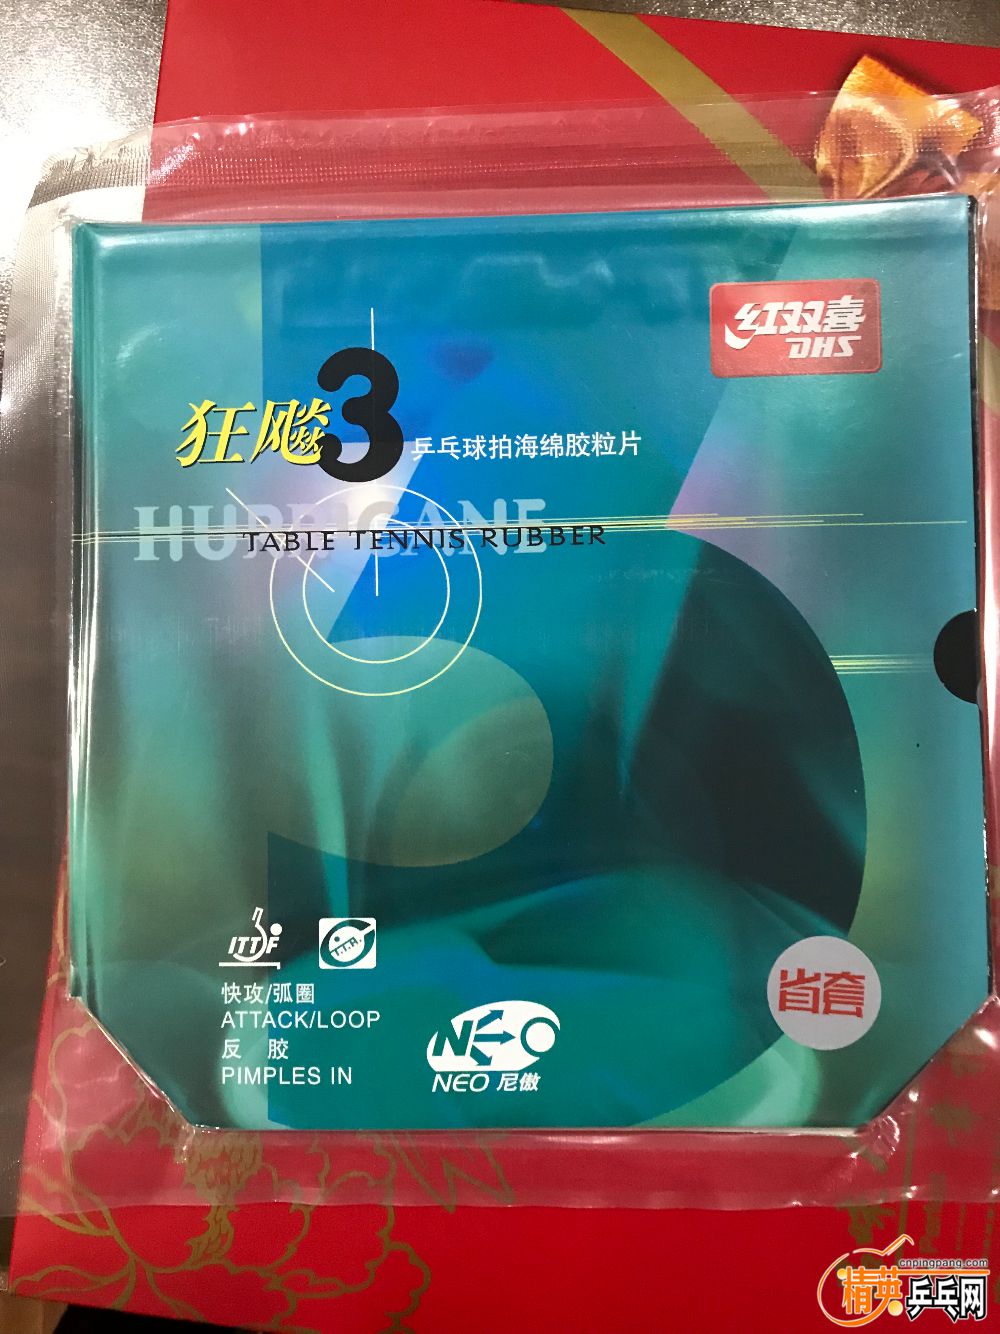 红双喜
DHS
狂飚3
乒乓球拍海绵胶粒片
HURRICANE
TABLE TENNIS RUBBER
ITTF
T.T.A.A.
快攻/弧圈
ATTACK/LOOP
反 胶
PIMPLES IN
NEO
NEO 尼傲
省套
cnpingpang.com
精英乒乓网